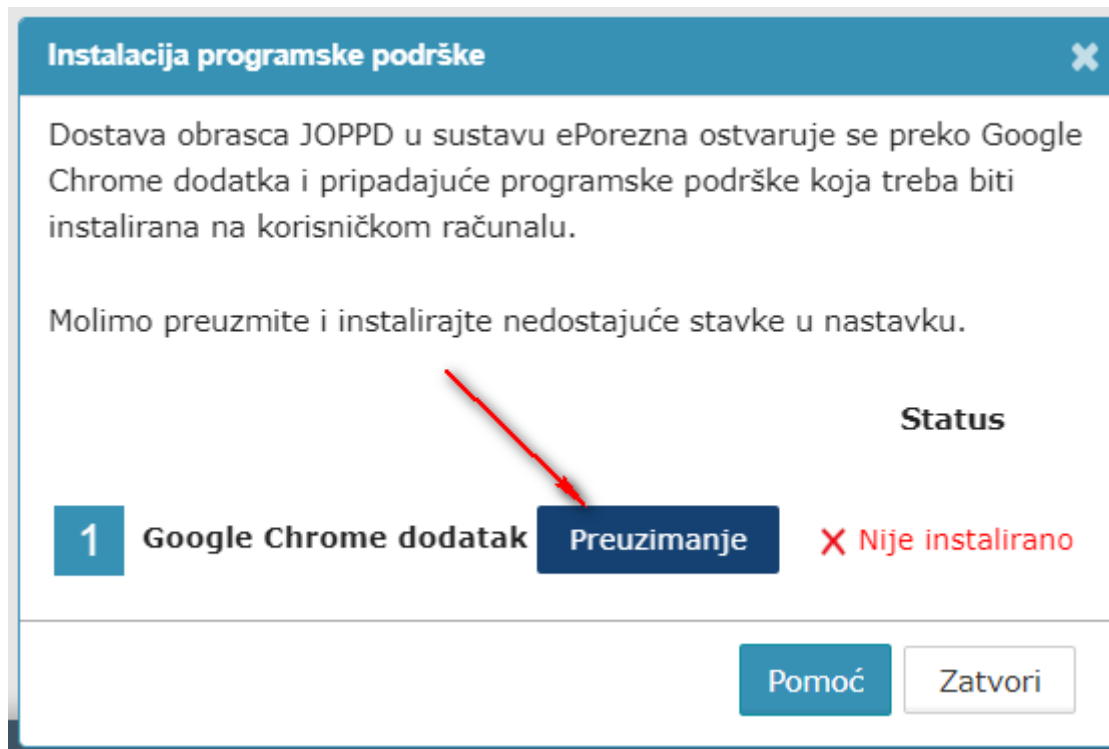 Instalacija programske podrške
Dostava obrasca JOPPD u sustavu ePorezna ostvaruje se preko Google
Chrome dodatka i pripadajuće programske podrške koja treba biti
instalirana na korisničkom računalu.
Molimo preuzmite i instalirajte nedostajuće stavke u nastavku.
Status
1 Google Chrome dodatak Preuzimanje Nije instalirano
Pomoć Zatvori